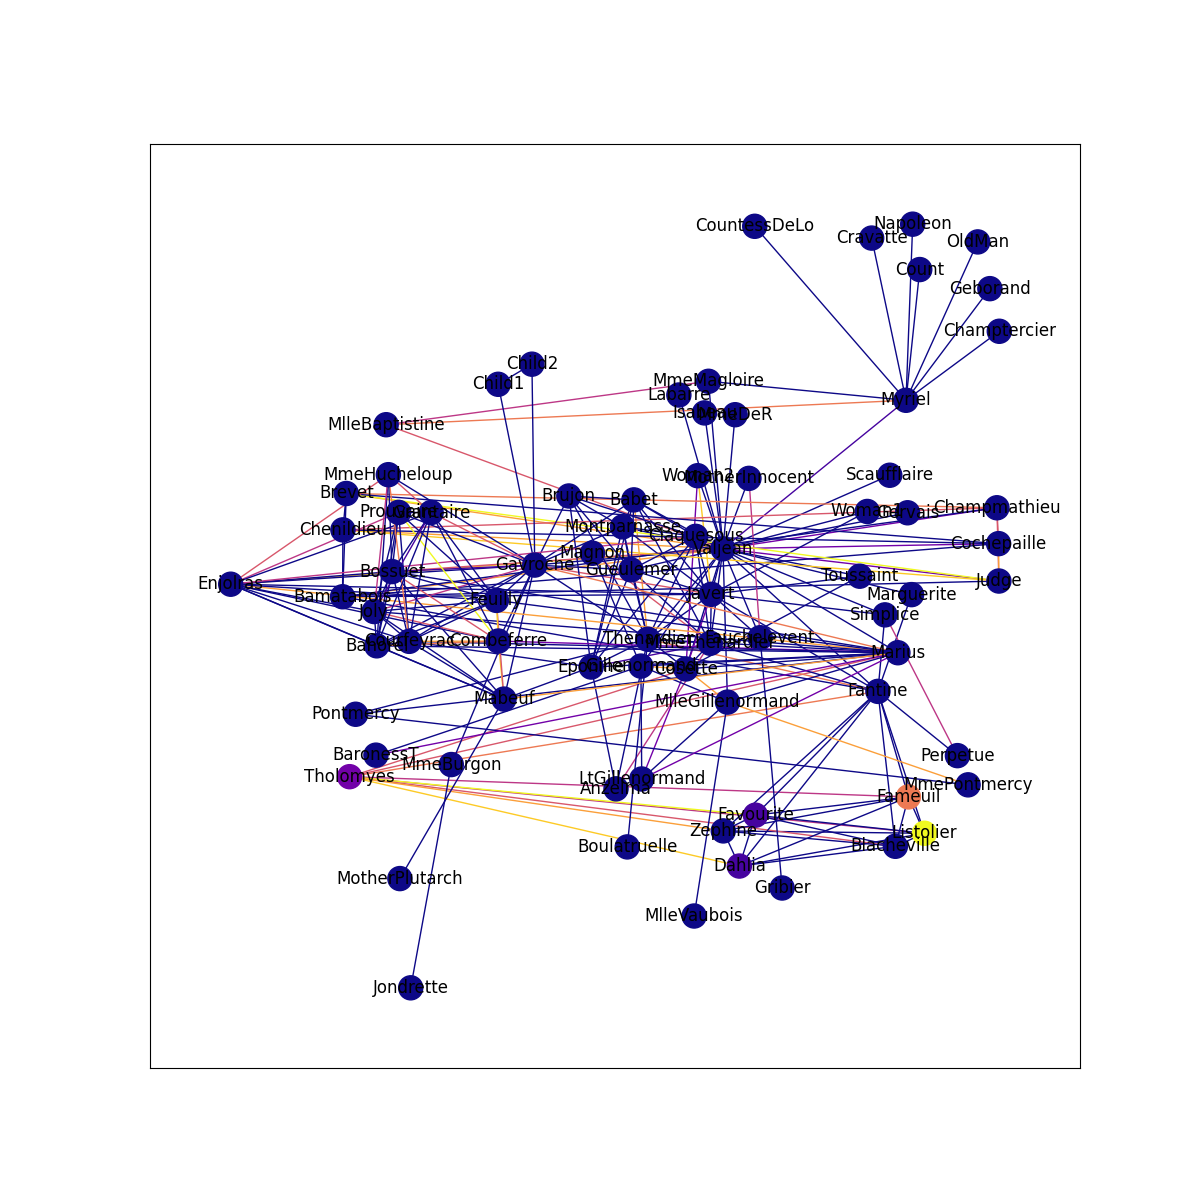 CountessDeLo
Napoleon
Cravatte
OldMan
Count
Geborand
Champtercier
Child2
Child1
MmeMagloire
Labarre
Myriel
Isabeau
MmeDeR
MlleBaptistine
MmeHucheloup
Woman2
MotherInnocent
Scaufflaire
Brevet
Brujon
Babet
Prouvaire
Grantaire
Woman1
Gervais
Champmathieu
Chenildieu
Montparnasse
Claquesous
Cochepaille
Magnon
Valjean
Gavroche
Gueulemer
Bossuet
Toussaint
Judge
Enjolras
Bamatabois
Feuilly
Javert
Marguerite
Joly
Simplice
Bahorel
Courfeyrac
Combeferre
Thenardier
MmeThenardier
Fauchelevent
Marius
Eponine
Gillenormand
Cosette
Fantine
Mabeuf
MlleGillenormand
Pontmercy
BaronessT
Perpetue
MmeBurgon
Tholomyes
LtGillenormand
Anzelma
MmePontmercy
Fameuil
Favourite
Zephine
Listolier
Blacheville
Boulatruelle
Dahlia
MotherPlutarch
Gribier
MlleVaubois
Jondrette